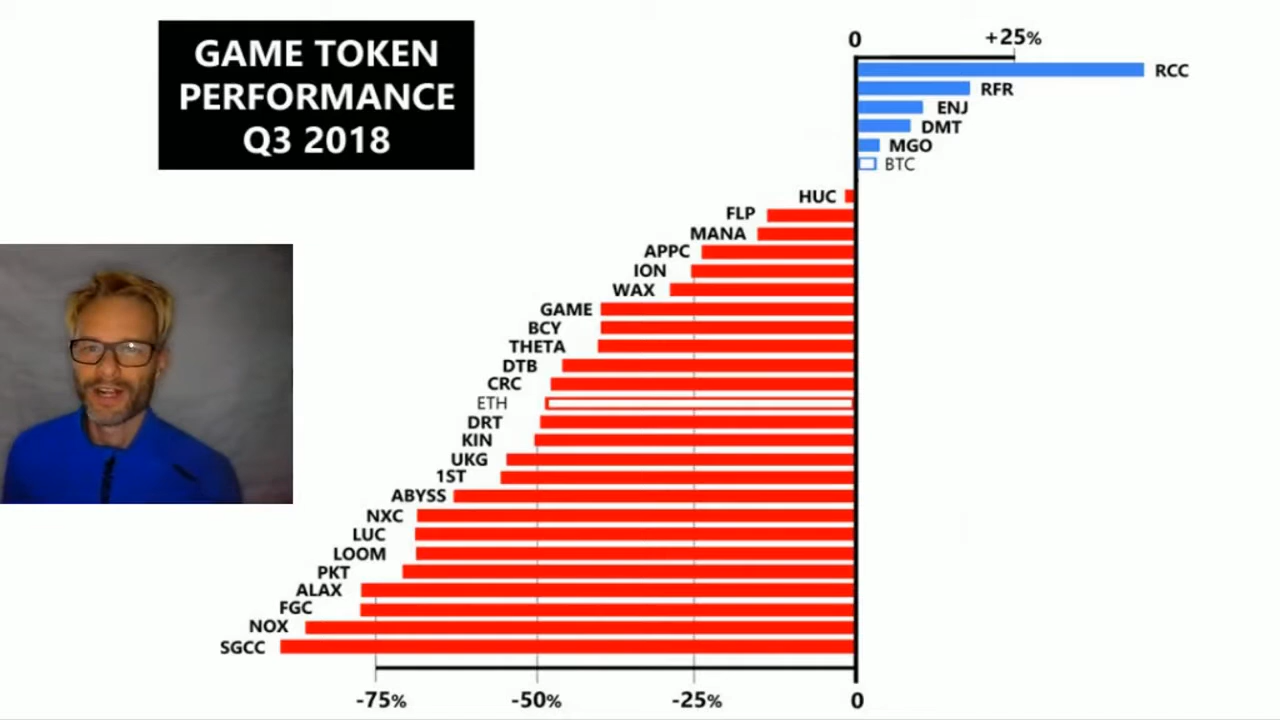 GAME TOKEN
PERFORMANCE
Q3 2018
0
+25%
RCC
RFR
ENJ
DMT
MGO
BTC
HUC
FLP
MANA
APPC
ION
WAX
GAME
BCY
THETA
DTB
CRC
ETH
DRT
KIN
UKG
1ST
ABYSS
NXC
LUC
LOOM
PKT
ALAX
FGC
NOX
SGCC
-75%
-50%
-25%
0